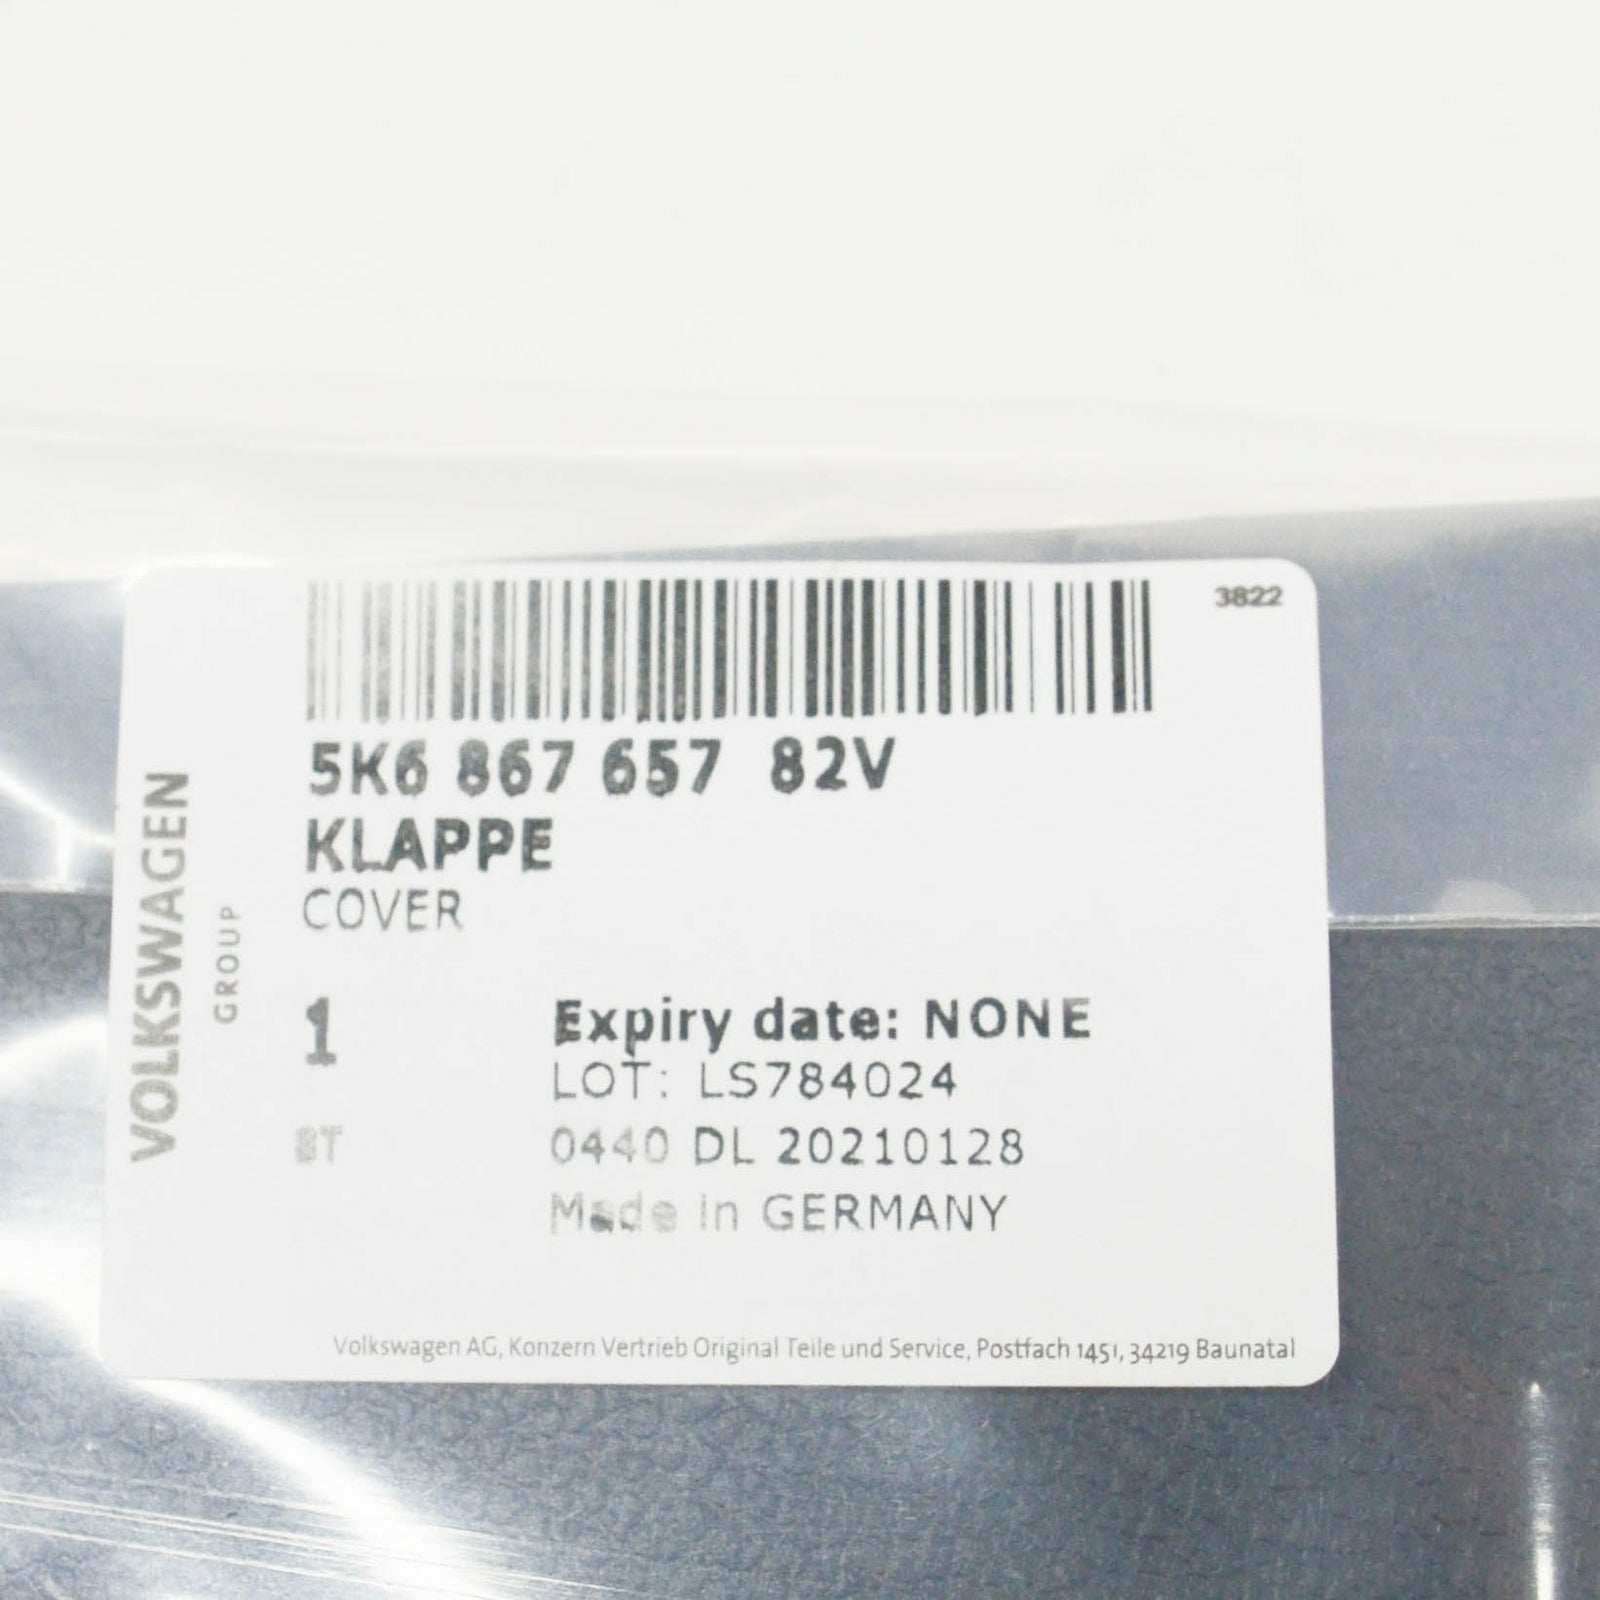 3822
5K6 867 657 82V
KLAPPE
COVER
VOLKSWAGEN
GROUP
1
Expiry date: NONE
LOT: LS784024
0440 DL 20210128
Made in GERMANY
Volkswagen AG, Konzern Vertrieb Original Teile und Service, Postfach 1451, 34219 Baunatal